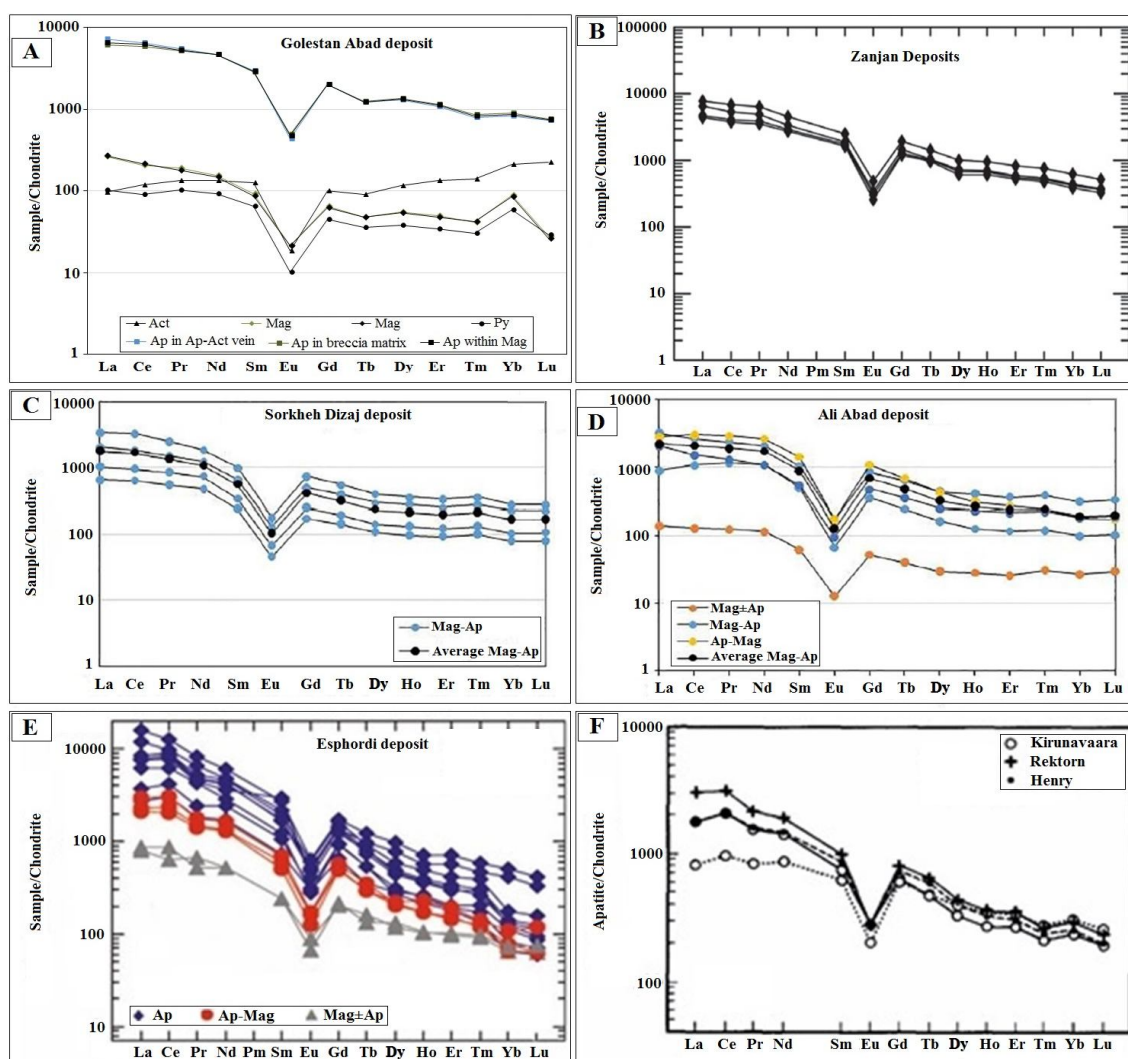 A
Golestan Abad deposit
Sample/Chondrite
10000
1000
100
10
1
Act Mag Mag Py
Ap in Ap-Act vein Ap in breccia matrix Ap within Mag
La Ce Pr Nd Sm Eu Gd Tb Dy Er Tm Yb Lu
B
Zanjan Deposits
Sample/Chondrite
100000
10000
1000
100
10
1
La Ce Pr Nd Pm Sm Eu Gd Tb Dy Ho Er Tm Yb Lu
C
Sorkheh Dizaj deposit
Sample/Chondrite
10000
1000
100
10
1
Mag-Ap
Average Mag-Ap
La Ce Pr Nd Sm Eu Gd Tb Dy Ho Er Tm Yb Lu
D
Ali Abad deposit
Sample/Chondrite
10000
1000
100
10
1
Mag±Ap
Mag-Ap
Ap-Mag
Average Mag-Ap
La Ce Pr Nd Sm Eu Gd Tb Dy Ho Er Tm Yb Lu
E
Esphordi deposit
Sample/Chondrite
10000
1000
100
10
Ap Ap-Mag Mag±Ap
La Ce Pr Nd Pm Sm Eu Gd Tb Dy Ho Er Tm Yb Lu
F
Apatite/Chondrite
10000
1000
100
Kirunavaara
Rektorn
Henry
La Ce Pr Nd Pm Sm Eu Gd Tb Dy Ho Er Tm Yb Lu